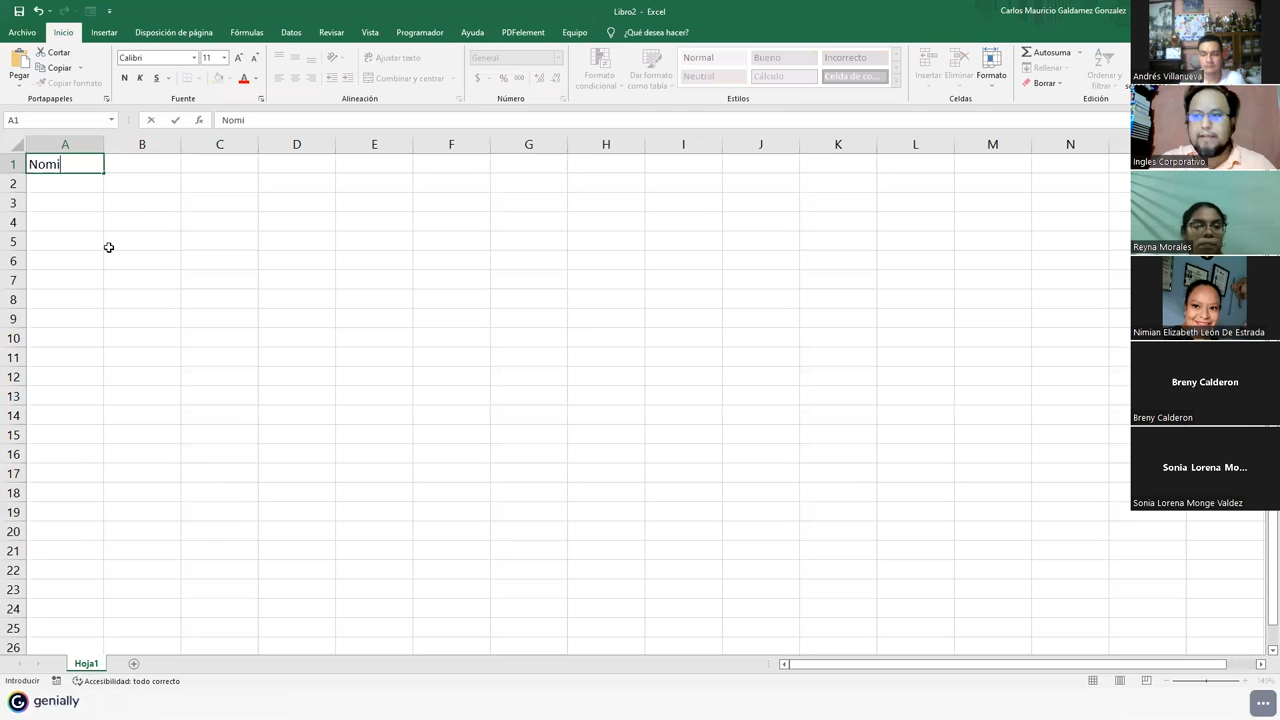 Libro2 - Excel
Carlos Mauricio Galdamez Gonzalez
Archivo Inicio Insertar Disposición de página Fórmulas Datos Revisar Vista Programador Ayuda PDFelement Equipo ¿Qué desea hacer?
Pegar
Cortar
Copiar
Copiar formato
Portapapeles
Calibri 11
N K S
Fuente
Ajustar texto
Combinar y centrar
Alineación
General
Número
Formato condicional
Dar formato como tabla
Normal Bueno Incorrecto
Neutral Cálculo Celda de co...
Estilos
Insertar Eliminar Formato
Celdas
Autosuma
Rellenar
Borrar
Ordenar y
Edición
A1 fx Nomi
A B C D E F G H I J K L M N
1 Nomi
2
3
4
5
6
7
8
9
10
11
12
13
14
15
16
17
18
19
20
21
22
23
24
25
26
Hoja1
Introducir Accesibilidad: todo correcto 145%
genially
Andrés Villanueva
Ingles Corporativo
Reyna Morales
Nimian Elizabeth León De Estrada
Breny Calderon
Breny Calderon
Sonia Lorena Mo...
Sonia Lorena Monge Valdez